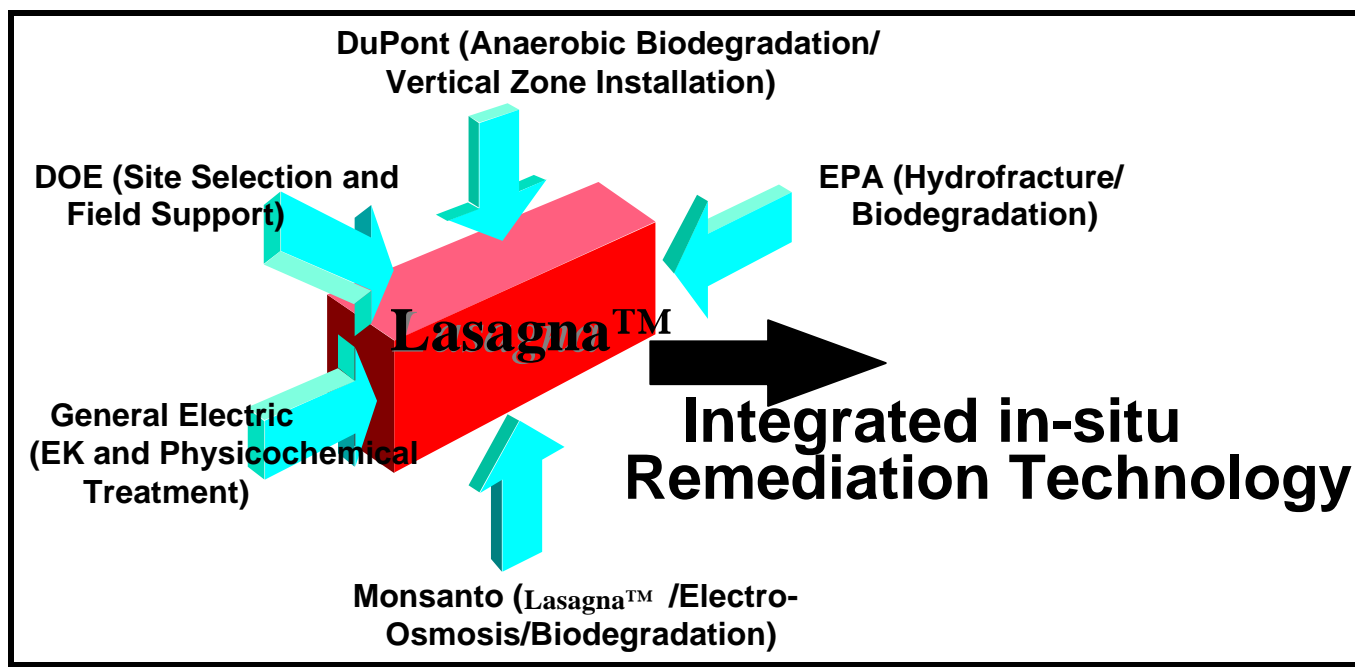 DuPont (Anaerobic Biodegradation/
Vertical Zone Installation)
DOE (Site Selection and
Field Support)
EPA (Hydrofracture/
Biodegradation)
Lasagna™
General Electric
(EK and Physicochemical
Treatment)
Integrated in-situ
Remediation Technology
Monsanto (Lasagna™ /Electro-
Osmosis/Biodegradation)